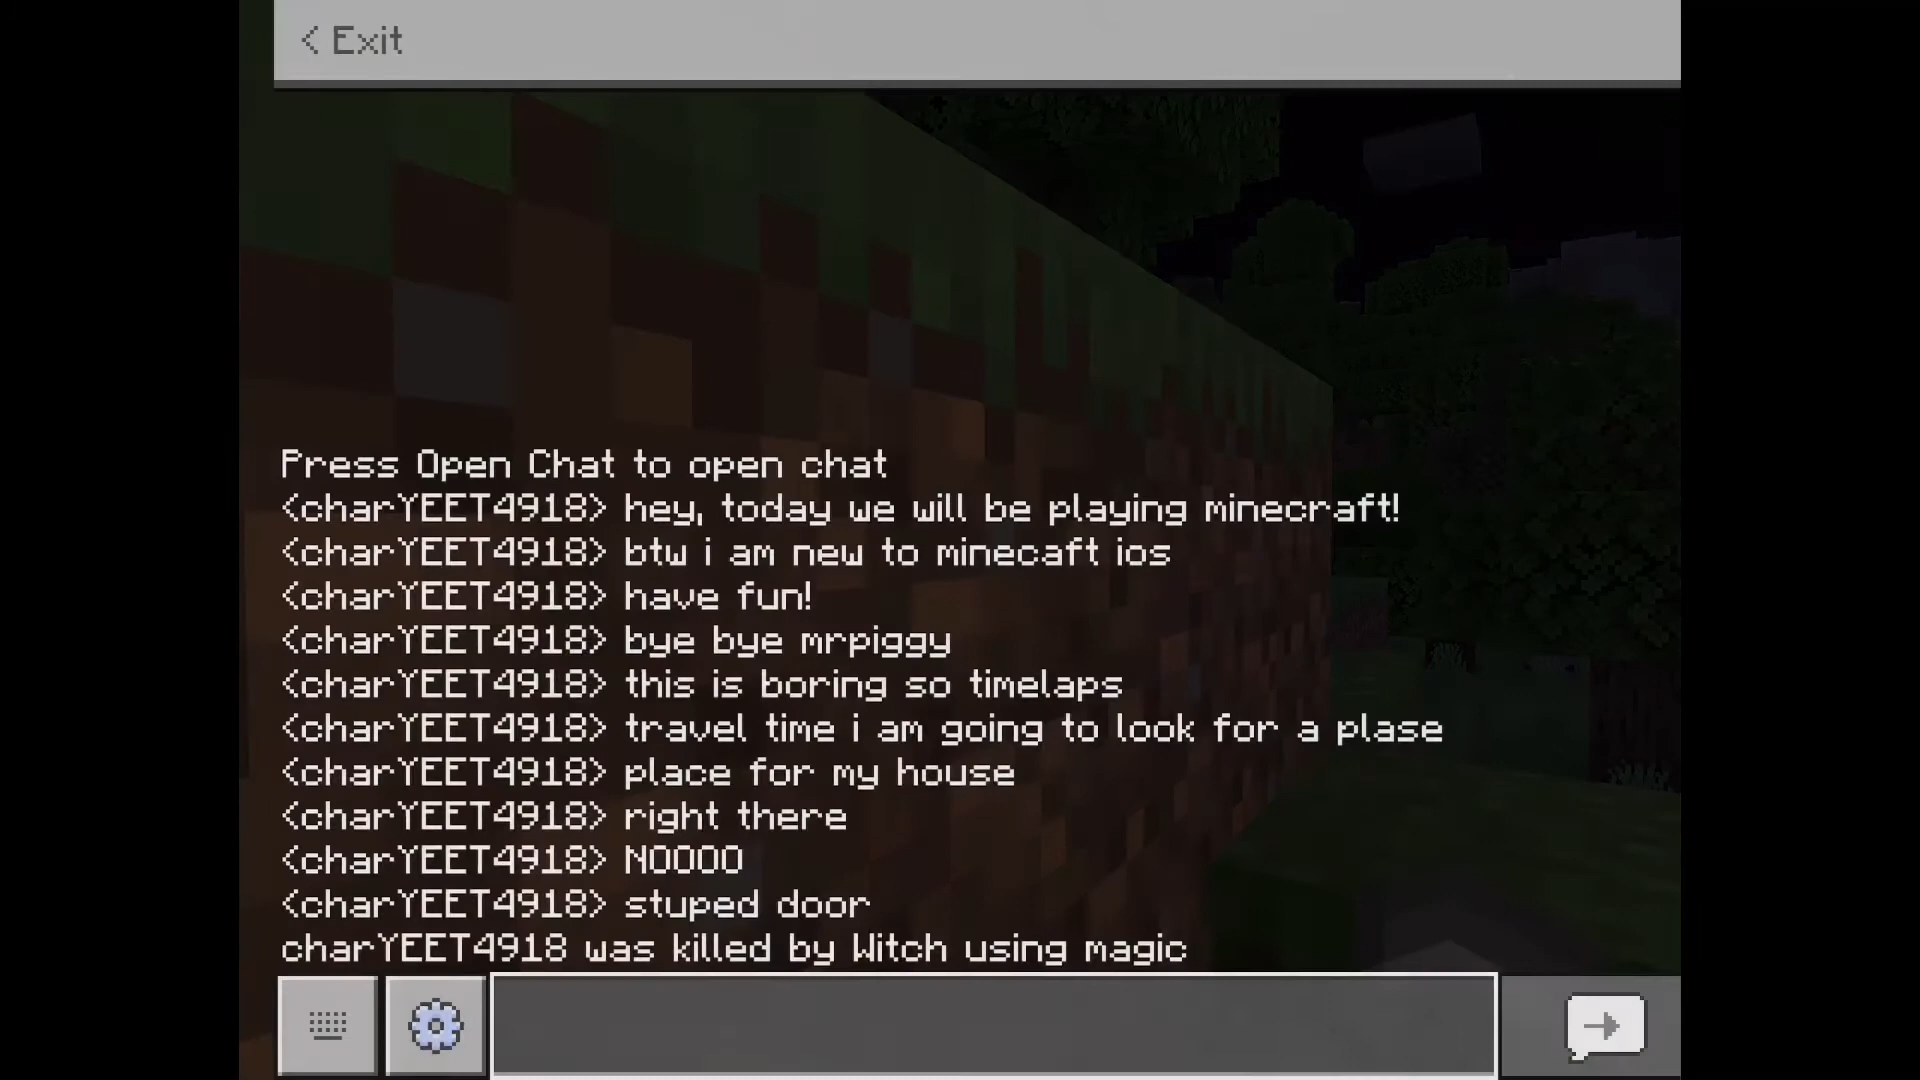 < Exit
Press Open Chat to open chat
<charYEET4918> hey, today we will be playing minecraft!
<charYEET4918> btw i am new to minecaft ios
<charYEET4918> have fun!
<charYEET4918> bye bye mrpiggy
<charYEET4918> this is boring so timelaps
<charYEET4918> travel time i am going to look for a plase
<charYEET4918> place for my house
<charYEET4918> right there
<charYEET4918> NOOOO
<charYEET4918> stuped door
charYEET4918 was killed by Witch using magic